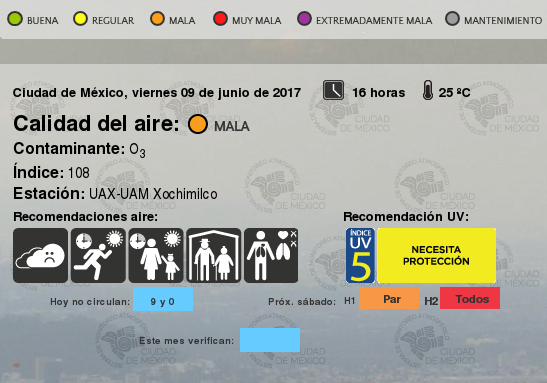 BUENA REGULAR MALA MUY MALA EXTREMADAMENTE MALA MANTENIMIENTO
Ciudad de México, viernes 09 de junio de 2017 16 horas 25 ºC
Calidad del aire: MALA
Contaminante: O3
Índice: 108
Estación: UAX-UAM Xochimilco
Recomendaciones aire: Recomendación UV:
ÍNDICE
UV
5
NECESITA
PROTECCIÓN
Hoy no circulan: 9 y 0 Próx. sábado: H1 Par H2 Todos
Este mes verifican:
MONITOREO ATMOSFÉRICO
CIUDAD
DE MÉXICO